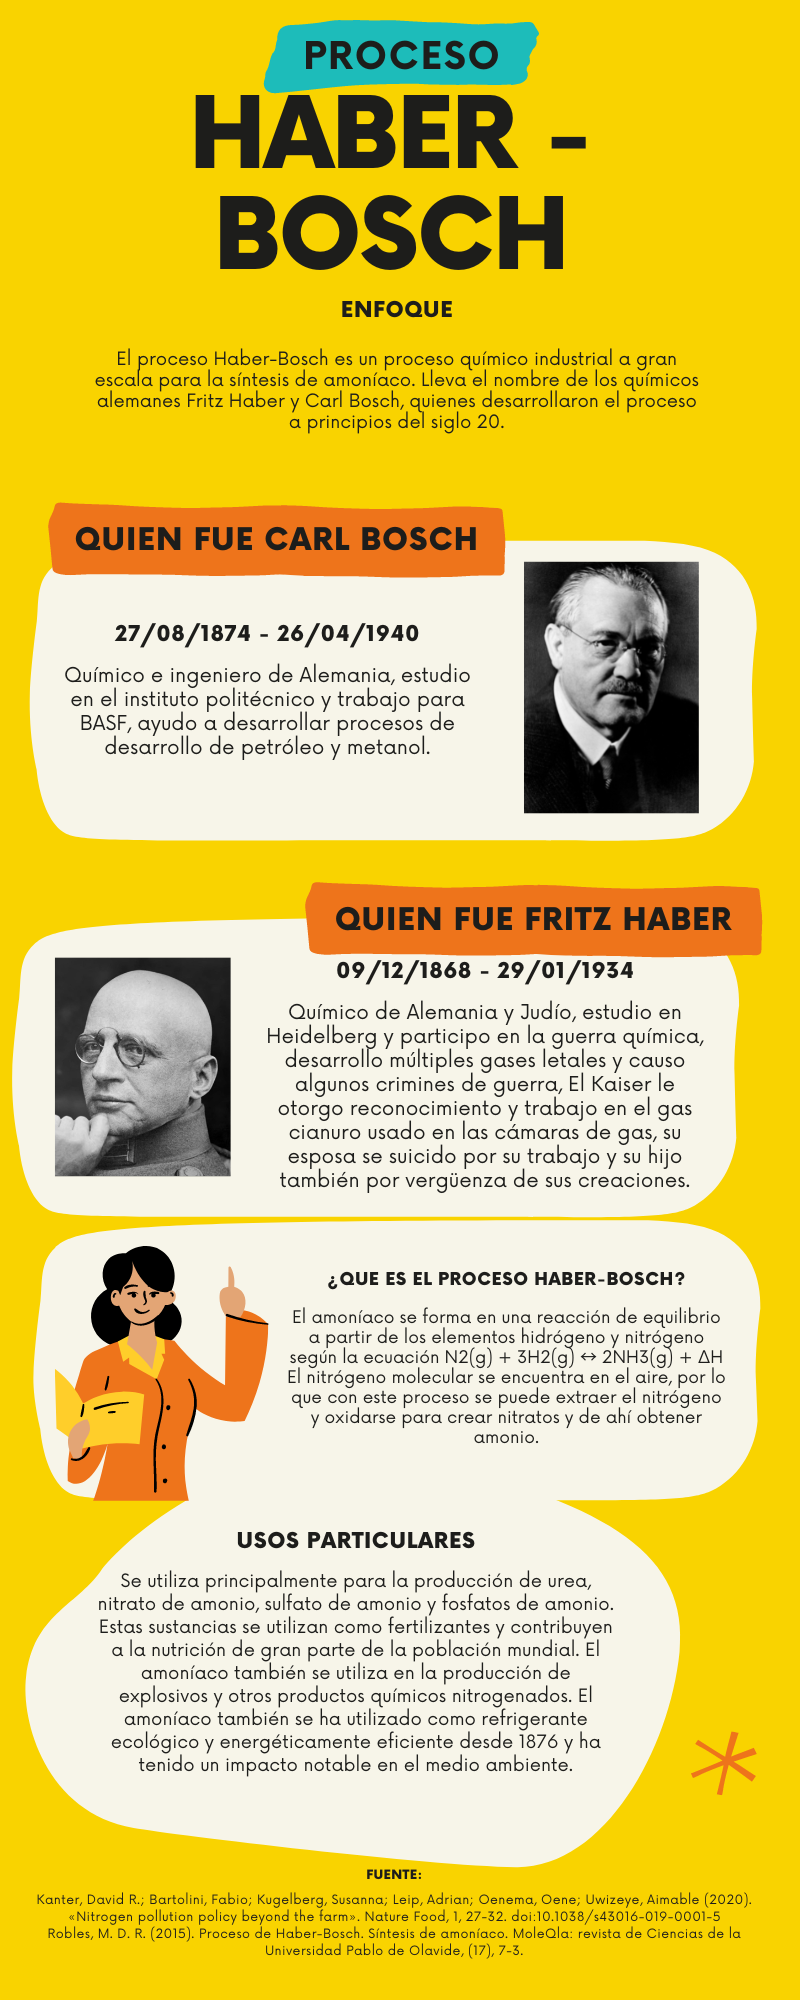 PROCESO
HABER -
BOSCH
ENFOQUE
El proceso Haber-Bosch es un proceso químico industrial a gran
escala para la síntesis de amoníaco. Lleva el nombre de los químicos
alemanes Fritz Haber y Carl Bosch, quienes desarrollaron el proceso
a principios del siglo 20.
QUIEN FUE CARL BOSCH
27/08/1874 - 26/04/1940
Químico e ingeniero de Alemania, estudio
en el instituto politécnico y trabajo para
BASF, ayudo a desarrollar procesos de
desarrollo de petróleo y metanol.
QUIEN FUE FRITZ HABER
09/12/1868 - 29/01/1934
Químico de Alemania y Judío, estudio en
Heidelberg y participo en la guerra química,
desarrollo múltiples gases letales y causo
algunos crimines de guerra, El Kaiser le
otorgo reconocimiento y trabajo en el gas
cianuro usado en las cámaras de gas, su
esposa se suicido por su trabajo y su hijo
también por vergüenza de sus creaciones.
¿QUE ES EL PROCESO HABER-BOSCH?
El amoníaco se forma en una reacción de equilibrio
a partir de los elementos hidrógeno y nitrógeno
según la ecuación N2(g) + 3H2(g) ↔ 2NH3(g) + ΔH
El nitrógeno molecular se encuentra en el aire, por lo
que con este proceso se puede extraer el nitrógeno
y oxidarse para crear nitratos y de ahí obtener
amonio.
USOS PARTICULARES
Se utiliza principalmente para la producción de urea,
nitrato de amonio, sulfato de amonio y fosfatos de amonio.
Estas sustancias se utilizan como fertilizantes y contribuyen
a la nutrición de gran parte de la población mundial. El
amoníaco también se utiliza en la producción de
explosivos y otros productos químicos nitrogenados. El
amoníaco también se ha utilizado como refrigerante
ecológico y energéticamente eficiente desde 1876 y ha
tenido un impacto notable en el medio ambiente.
FUENTE:
Kanter, David R.; Bartolini, Fabio; Kugelberg, Susanna; Leip, Adrian; Oenema, Oene; Uwizeye, Aimable (2020).
«Nitrogen pollution policy beyond the farm». Nature Food, 1, 27-32. doi:10.1038/s43016-019-0001-5
Robles, M. D. R. (2015). Proceso de Haber-Bosch. Síntesis de amoníaco. MoleQla: revista de Ciencias de la
Universidad Pablo de Olavide, (17), 7-3.